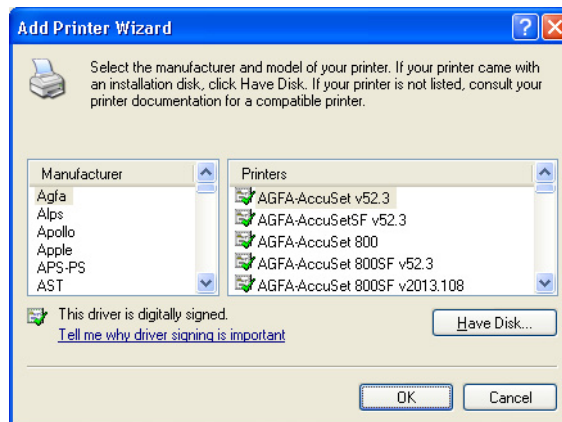 Add Printer Wizard
Select the manufacturer and model of your printer. If your printer came with
an installation disk, click Have Disk. If your printer is not listed, consult your
printer documentation for a compatible printer.
Manufacturer
Agfa
Alps
Apollo
Apple
APS-PS
AST
Printers
AGFA-AccuSet v52.3
AGFA-AccuSetSF v52.3
AGFA-AccuSet 800
AGFA-AccuSet 800SF v52.3
AGFA-AccuSet 800SF v2013.108
This driver is digitally signed.
Tell me why driver signing is important
Have Disk...
OK
Cancel